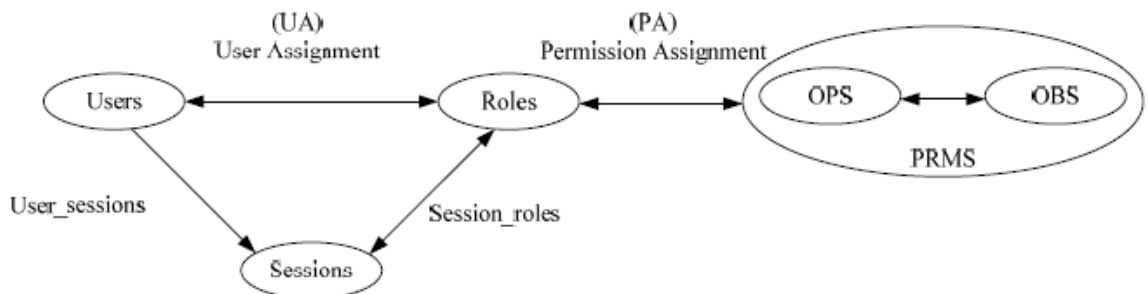 (UA)
User Assignment
(PA)
Permission Assignment
Users
Roles
OPS
OBS
PRMS
User_sessions
Session_roles
Sessions